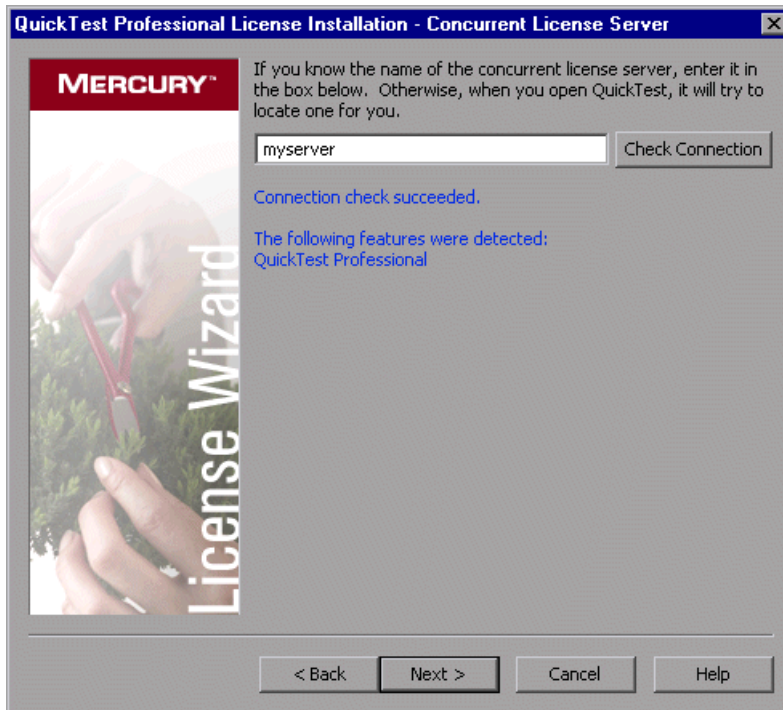 QuickTest Professional License Installation - Concurrent License Server
MERCURY™
License Wizard
If you know the name of the concurrent license server, enter it in
the box below. Otherwise, when you open QuickTest, it will try to
locate one for you.
myserver
Check Connection
Connection check succeeded.
The following features were detected:
QuickTest Professional
< Back
Next >
Cancel
Help